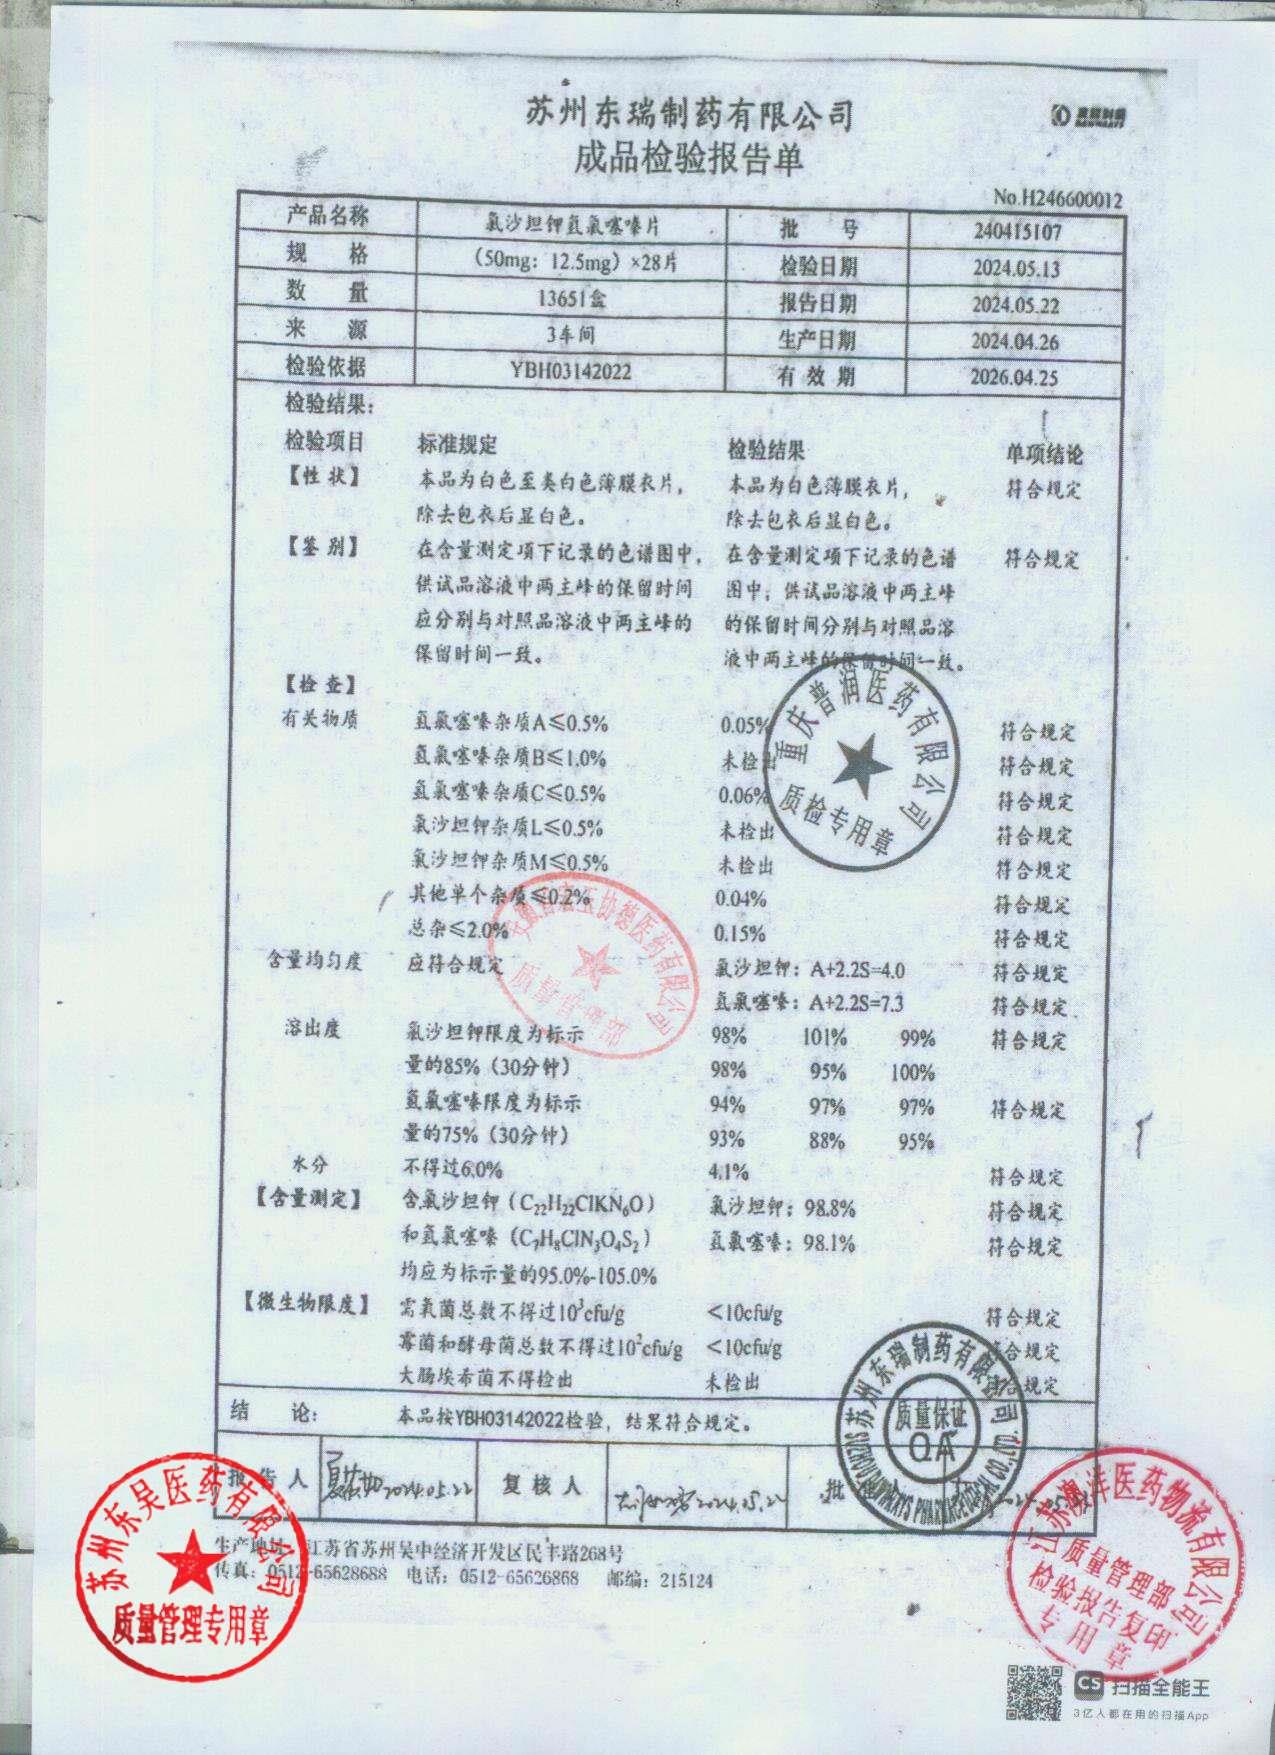 苏州东瑞制药有限公司
成品检验报告单
No.H246600012
产品名称 氯沙坦钾氢氯噻嗪片 批 号 240415107
规 格 (50mg：12.5mg)×28片 检验日期 2024.05.13
数 量 13651盒 报告日期 2024.05.22
来 源 3车间 生产日期 2024.04.26
检验依据 YBH03142022 有 效 期 2026.04.25
检验结果：
检验项目 标准规定 检验结果 单项结论
【性 状】 本品为白色至类白色薄膜衣片， 本品为白色薄膜衣片， 符合规定
除去包衣后显白色。 除去包衣后显白色。
【鉴 别】 在含量测定项下记录的色谱图中， 在含量测定项下记录的色谱 符合规定
供试品溶液中两主峰的保留时间 图中，供试品溶液中两主峰
应分别与对照品溶液中两主峰的 的保留时间分别与对照品溶
保留时间一致。 液中两主峰的保留时间一致。
【检 查】
有关物质 氢氯噻嗪杂质A≤0.5% 0.05% 符合规定
氢氯噻嗪杂质B≤1.0% 未检出 符合规定
氢氯噻嗪杂质C≤0.5% 0.06% 符合规定
氯沙坦钾杂质L≤0.5% 未检出 符合规定
氯沙坦钾杂质M≤0.5% 未检出 符合规定
其他单个杂质≤0.2% 0.04% 符合规定
总杂≤2.0% 0.15% 符合规定
含量均匀度 应符合规定 氯沙坦钾：A+2.2S=4.0 符合规定
氢氯噻嗪：A+2.2S=7.3 符合规定
溶出度 氯沙坦钾限度为标示 98% 101% 99% 符合规定
量的85%（30分钟） 98% 95% 100%
氢氯噻嗪限度为标示 94% 97% 97% 符合规定
量的75%（30分钟） 93% 88% 95%
水分 不得过6.0% 4.1% 符合规定
【含量测定】 含氯沙坦钾（C22H22ClKN6O） 氯沙坦钾：98.8% 符合规定
和氢氯噻嗪（C7H8ClN3O4S2） 氢氯噻嗪：98.1% 符合规定
均应为标示量的95.0%-105.0%
【微生物限度】 需氧菌总数不得过10³cfu/g <10cfu/g 符合规定
霉菌和酵母菌总数不得过10²cfu/g <10cfu/g 符合规定
大肠埃希菌不得检出 未检出 符合规定
结 论： 本品按YBH03142022检验，结果符合规定。
报 告 人 2024.05.22 复 核 人 2024.05.22 批
生产地址：江苏省苏州吴中经济开发区民丰路268号
传真：0512-65628688 电话：0512-65626868 邮编：215124
重庆普润医药有限公司
质检专用章
医药有限公司
质量管理部
苏州东瑞制药有限公司
质量保证
QA
苏州东吴医药有限公司
质量管理专用章
江苏澳洋医药物流有限公司
质量管理部
检验报告复印
专用章
CS 扫描全能王
3亿人都在用的扫描App